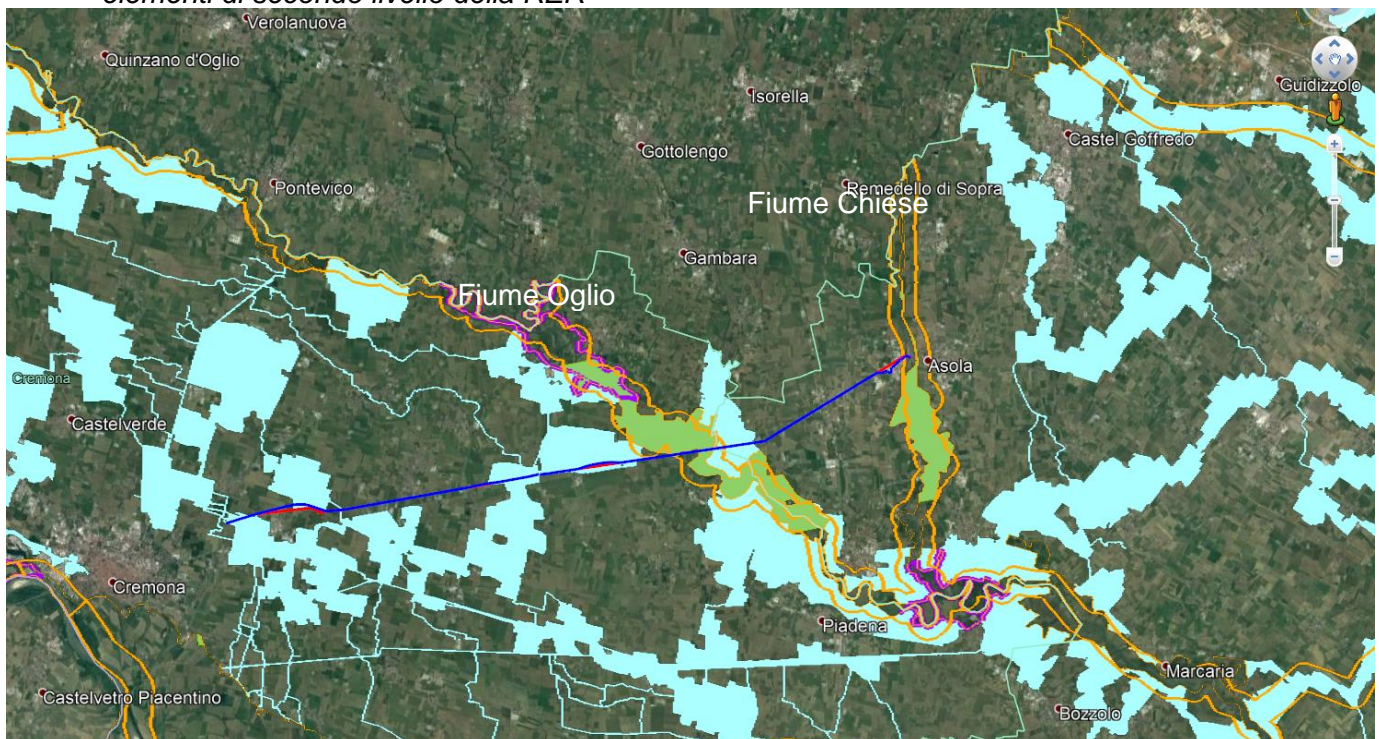 elementi di secondo livello della RER
Verolanuova
Quinzano d'Oglio
Guidizzolo
Isorella
Castel Goffredo
Gottolengo
Pontevico
Remedello di Sopra
Fiume Chiese
Gambara
Fiume Oglio
Asola
Cremona
Castelverde
Cremona
Piadena
Marcaria
Castelvetro Piacentino
Bozzolo